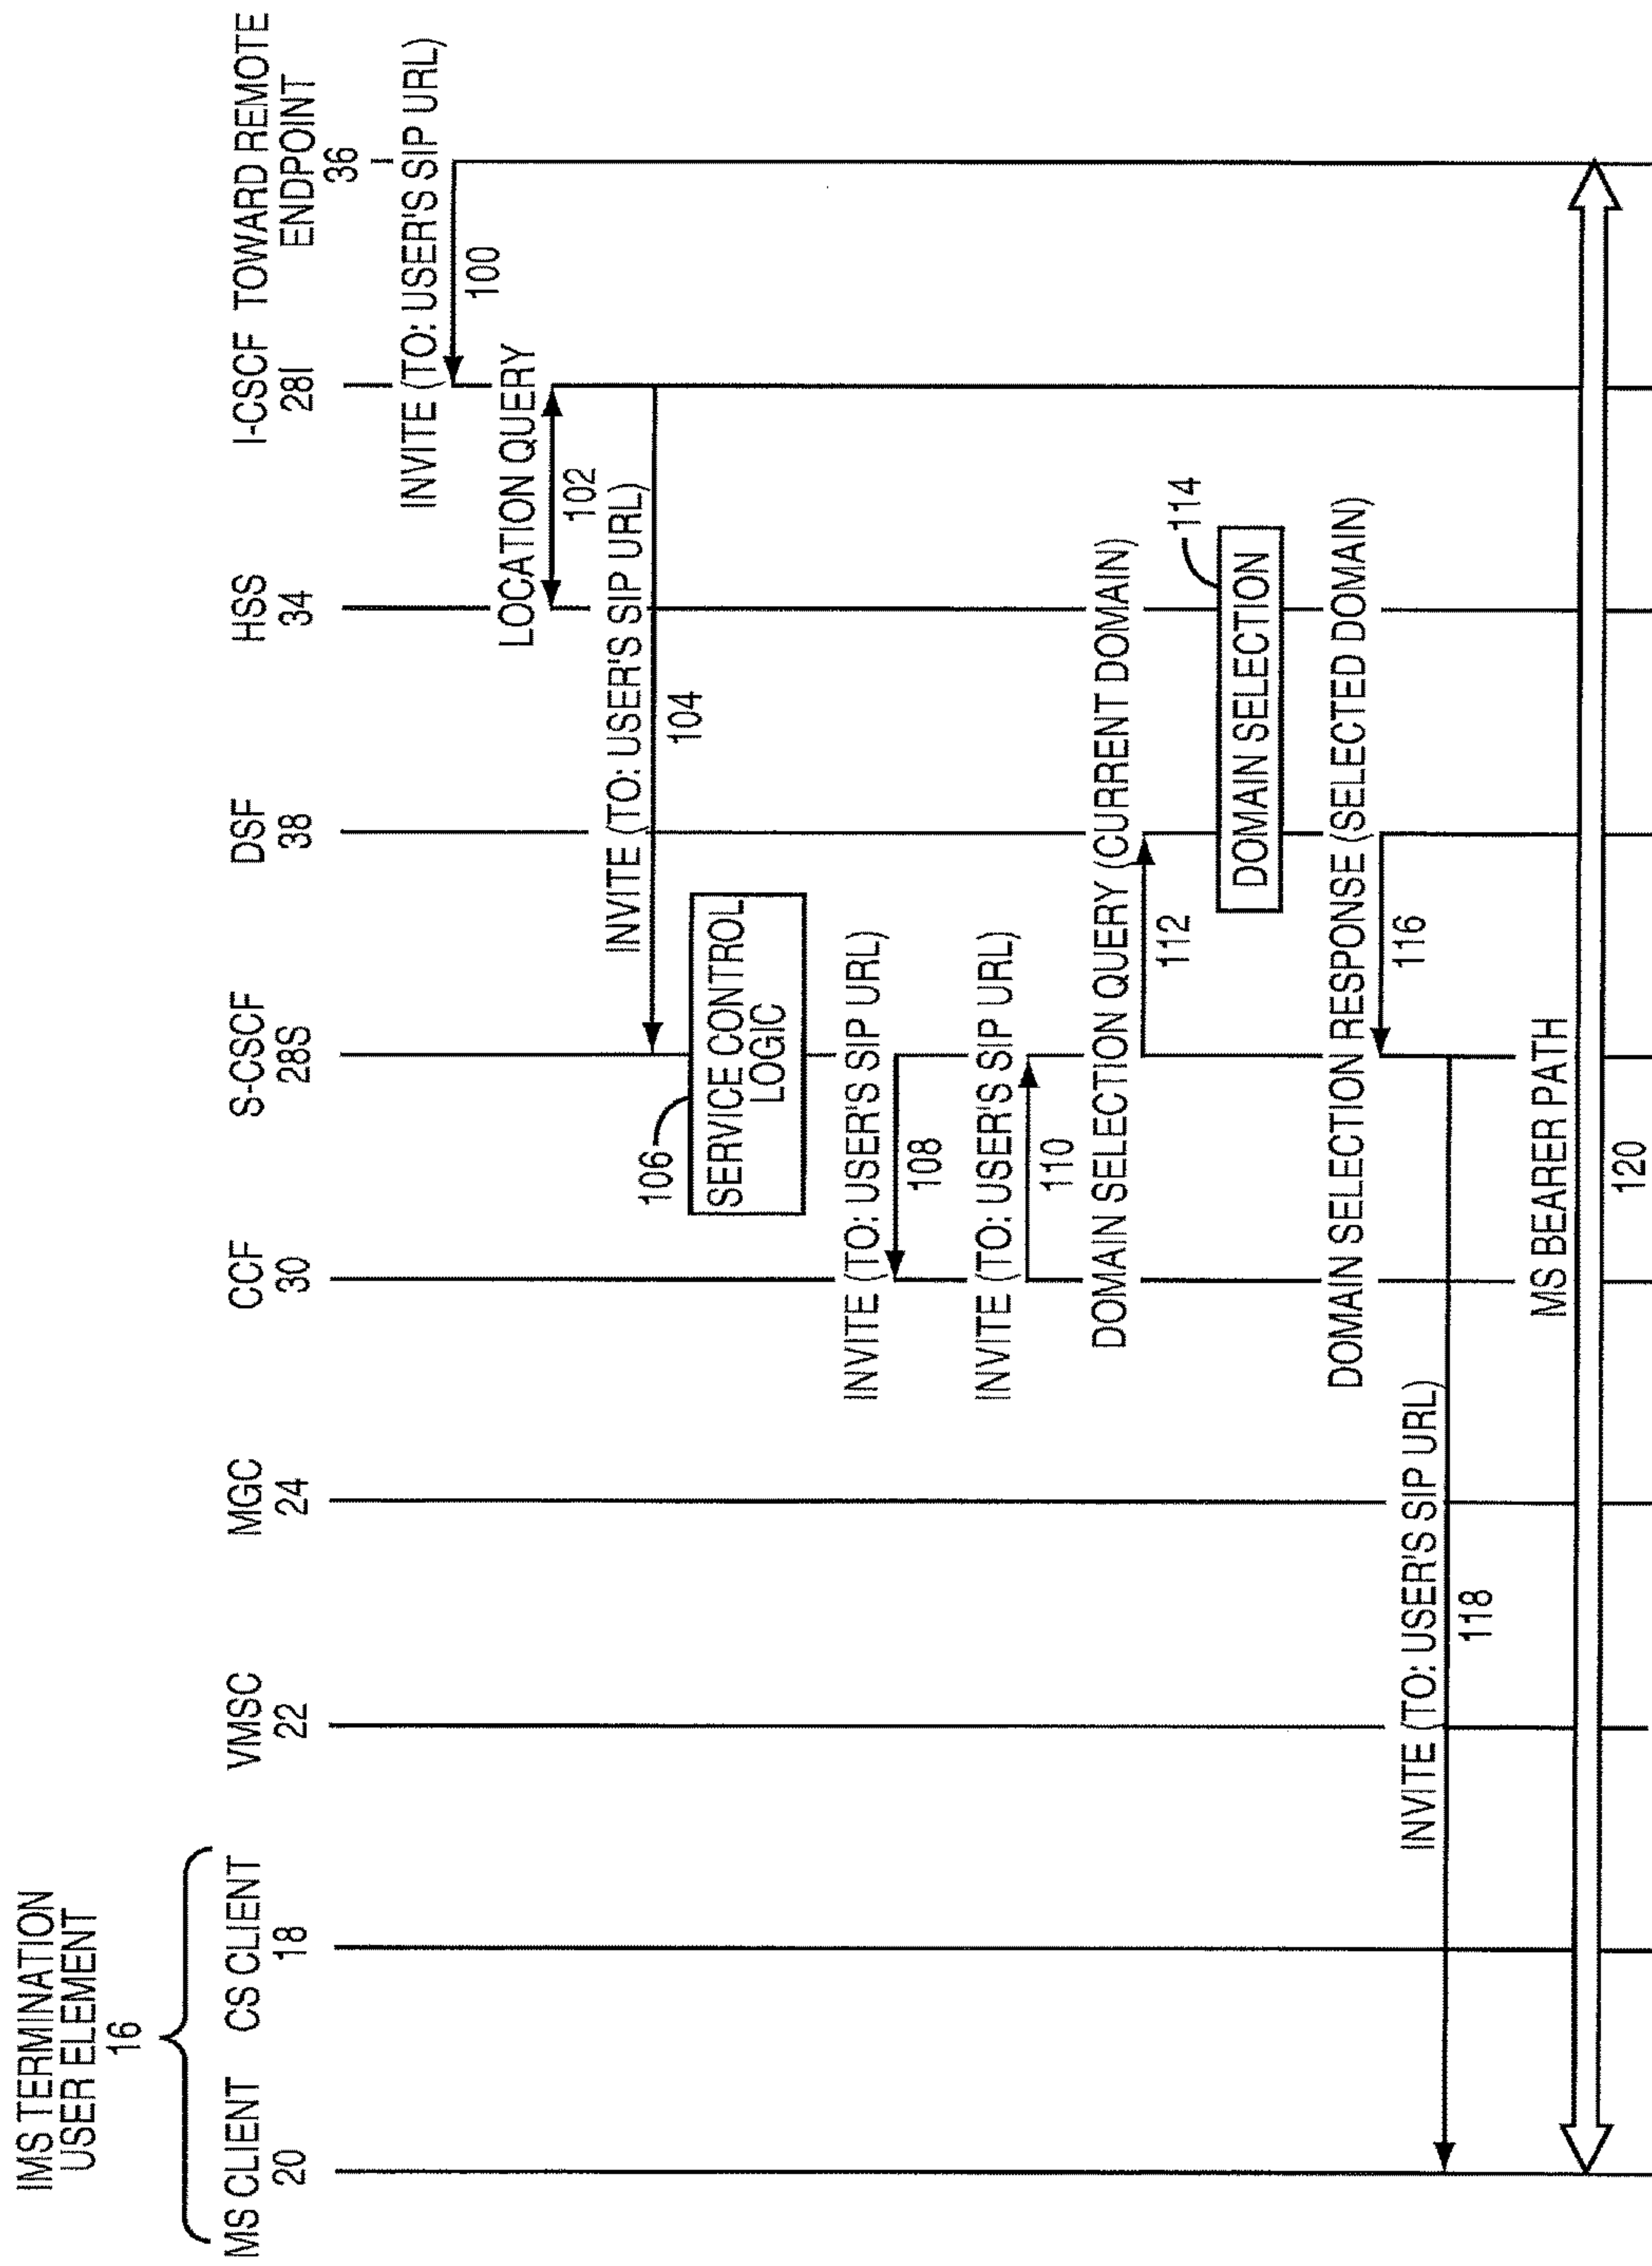 IMS TERMINATION
USER ELEMENT
16
MS CLIENT
20
CS CLIENT
18
VMSC
22
MGC
24
CCF
30
S-CSCF
28S
DSF
38
HSS
34
I-CSCF
28I
TOWARD REMOTE
ENDPOINT
36
INVITE (TO: USER'S SIP URL)
100
LOCATION QUERY
102
INVITE (TO: USER'S SIP URL)
104
106
SERVICE CONTROL
LOGIC
INVITE (TO: USER'S SIP URL)
108
INVITE (TO: USER'S SIP URL)
110
DOMAIN SELECTION QUERY (CURRENT DOMAIN)
112
114
DOMAIN SELECTION
DOMAIN SELECTION RESPONSE (SELECTED DOMAIN)
116
INVITE (TO: USER'S SIP URL)
118
MS BEARER PATH
120